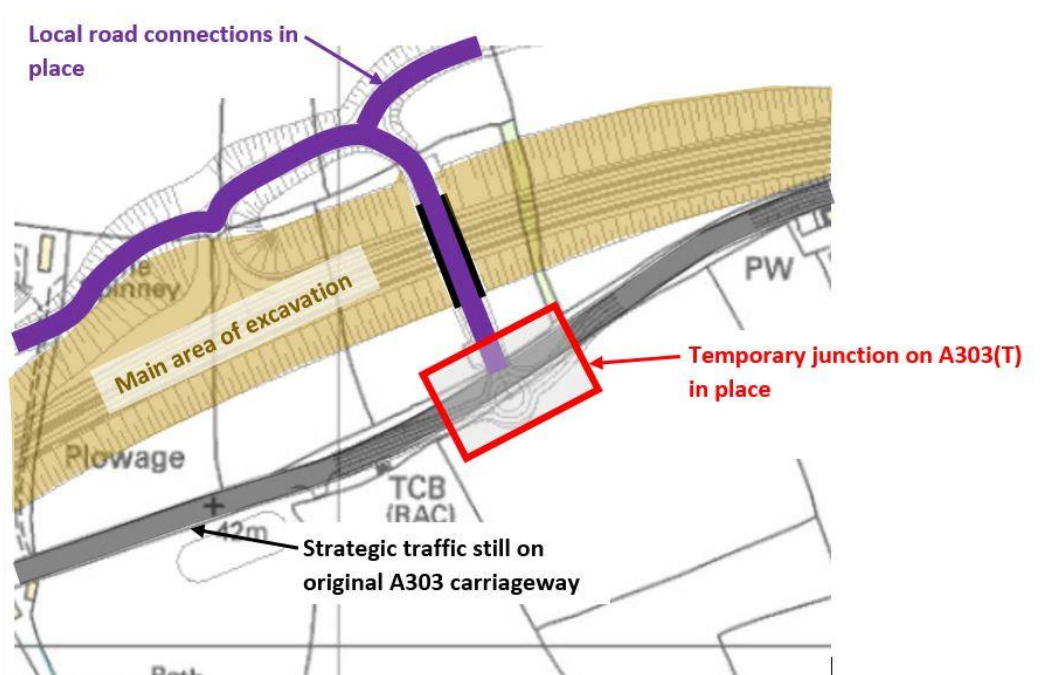 Local road connections in
place
Main area of excavation
PW
Temporary junction on A303(T)
in place
Plowage
TCB
(RAC)
42m
Strategic traffic still on
original A303 carriageway